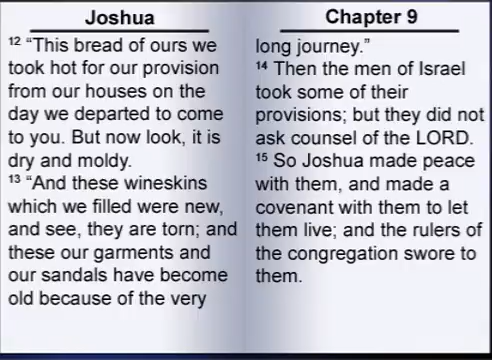 Joshua
Chapter 9
12 “This bread of ours we
took hot for our provision
from our houses on the
day we departed to come
to you. But now look, it is
dry and moldy.
13 “And these wineskins
which we filled were new,
and see, they are torn; and
these our garments and
our sandals have become
old because of the very
long journey.”
14 Then the men of Israel
took some of their
provisions; but they did not
ask counsel of the LORD.
15 So Joshua made peace
with them, and made a
covenant with them to let
them live; and the rulers of
the congregation swore to
them.